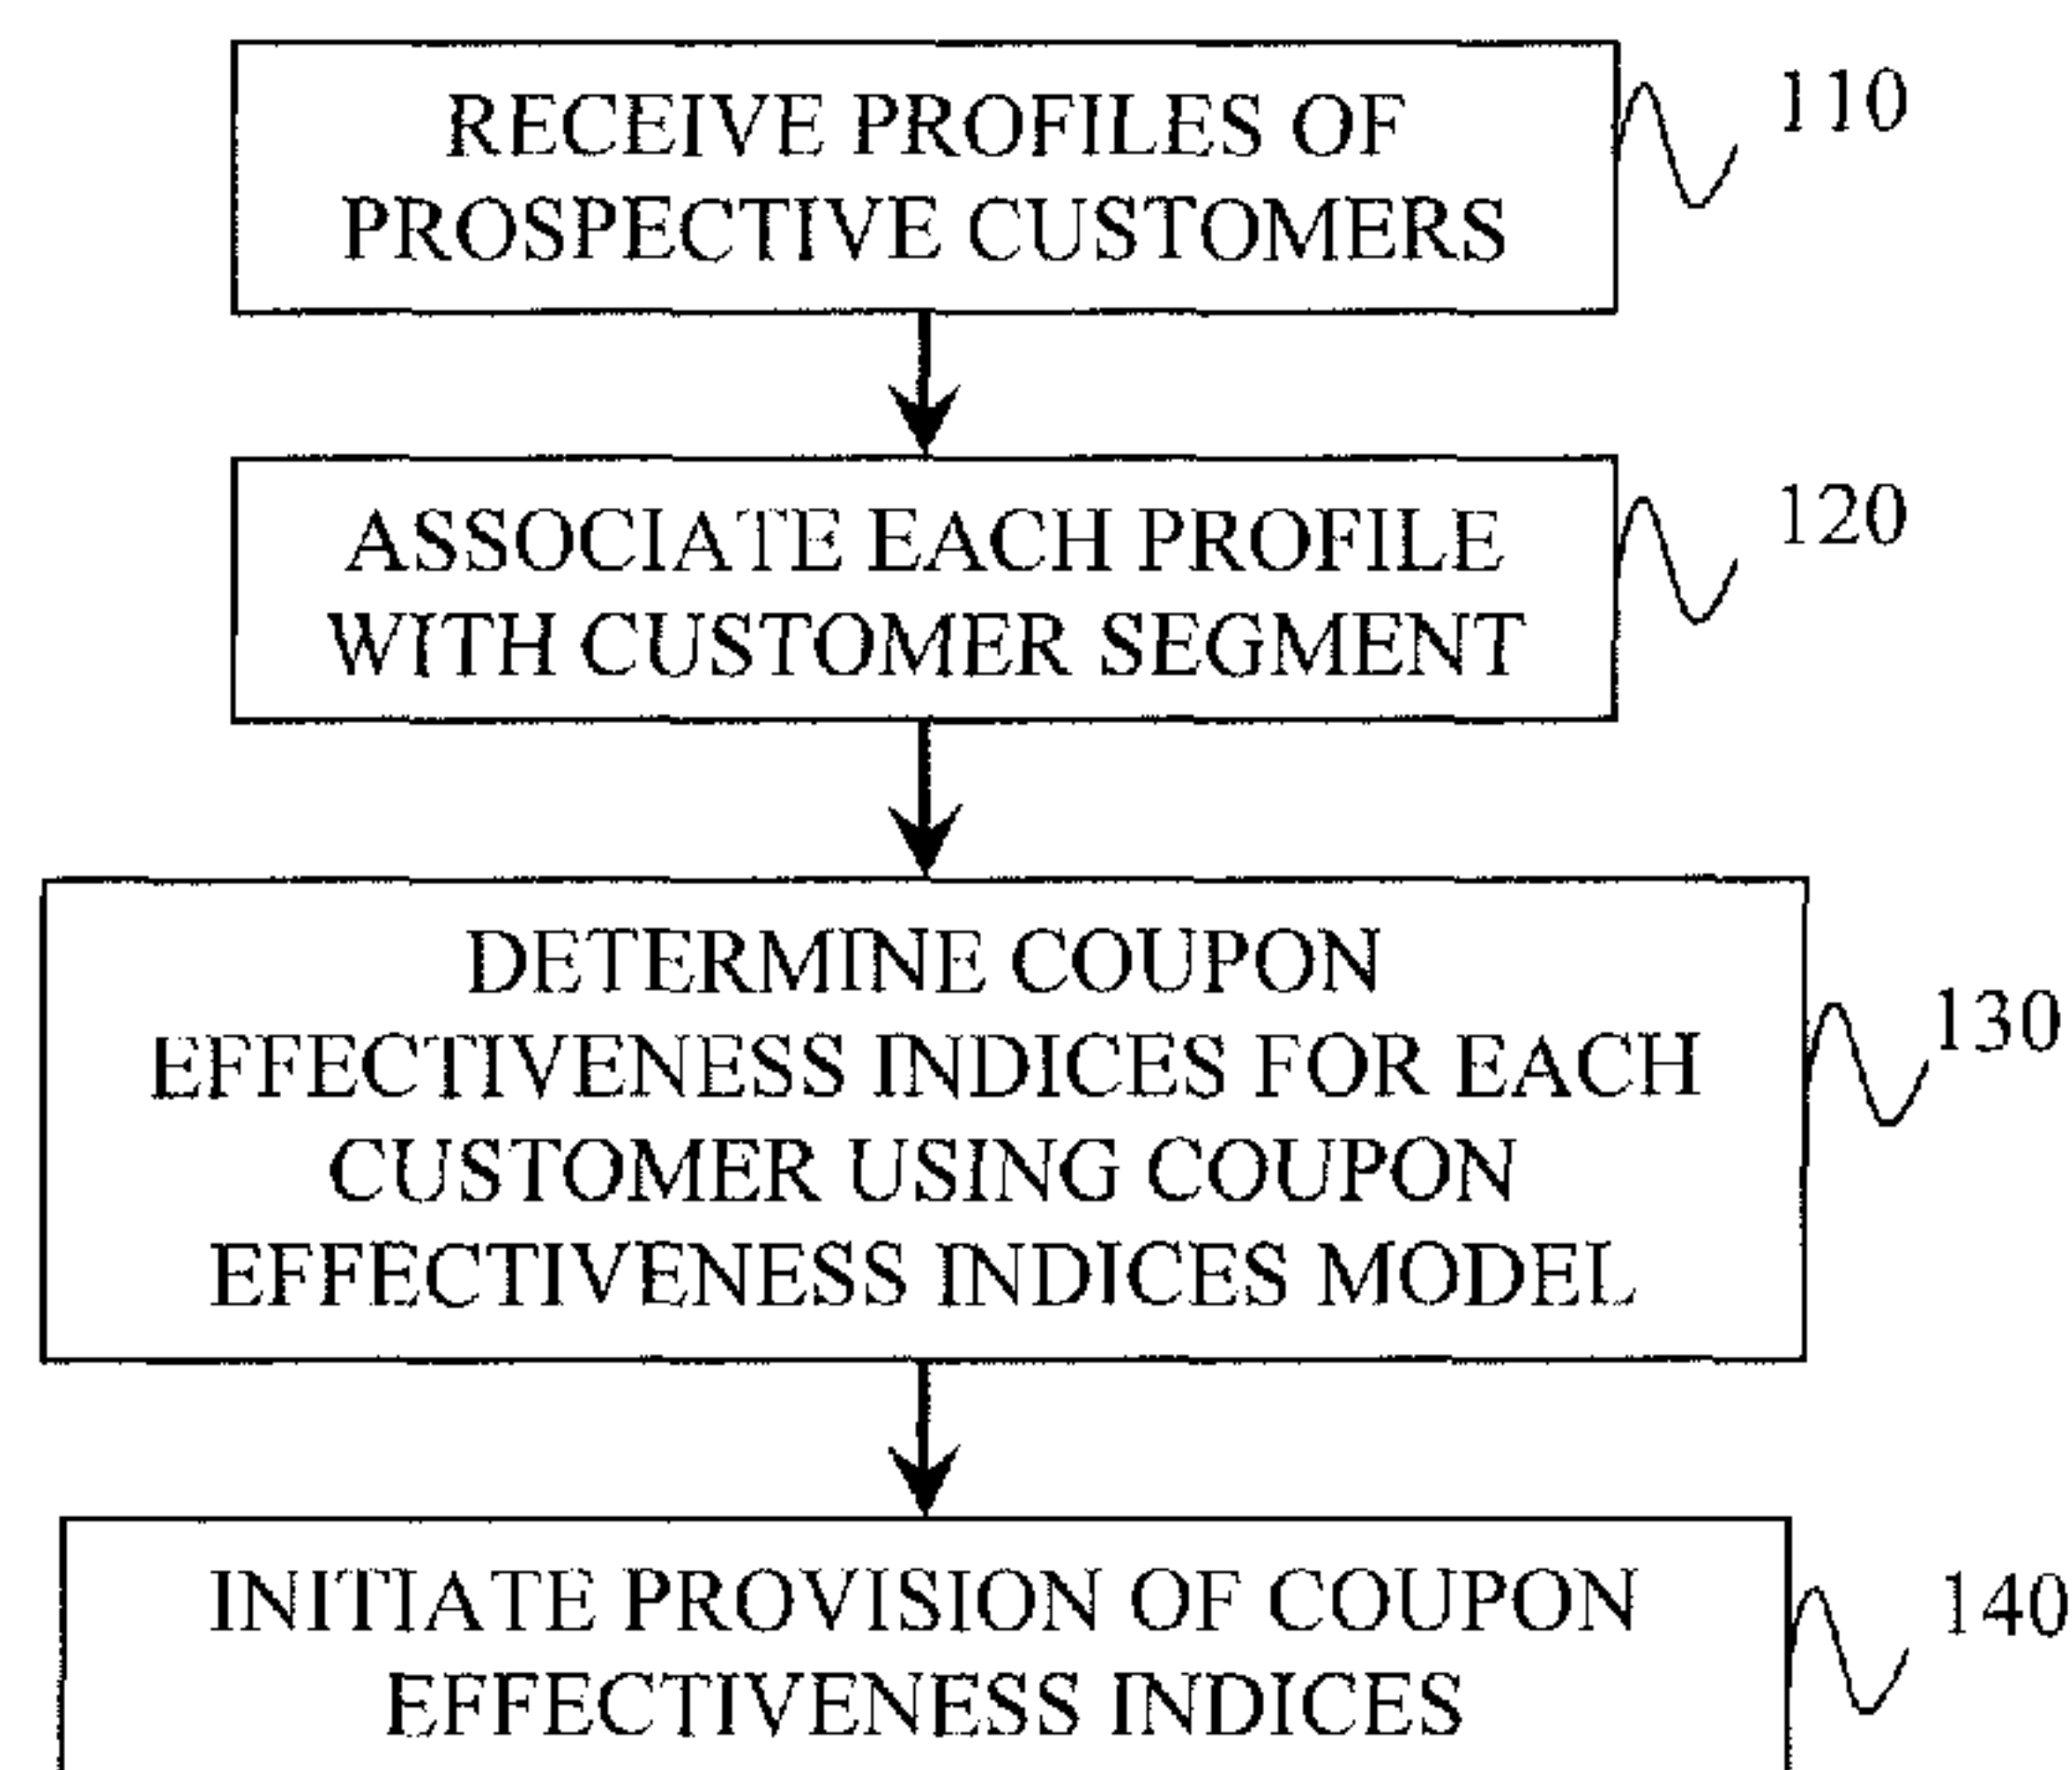 RECEIVE PROFILES OF
PROSPECTIVE CUSTOMERS
110
ASSOCIATE EACH PROFILE
WITH CUSTOMER SEGMENT
120
DETERMINE COUPON
EFFECTIVENESS INDICES FOR EACH
CUSTOMER USING COUPON
EFFECTIVENESS INDICES MODEL
130
INITIATE PROVISION OF COUPON
EFFECTIVENESS INDICES
140